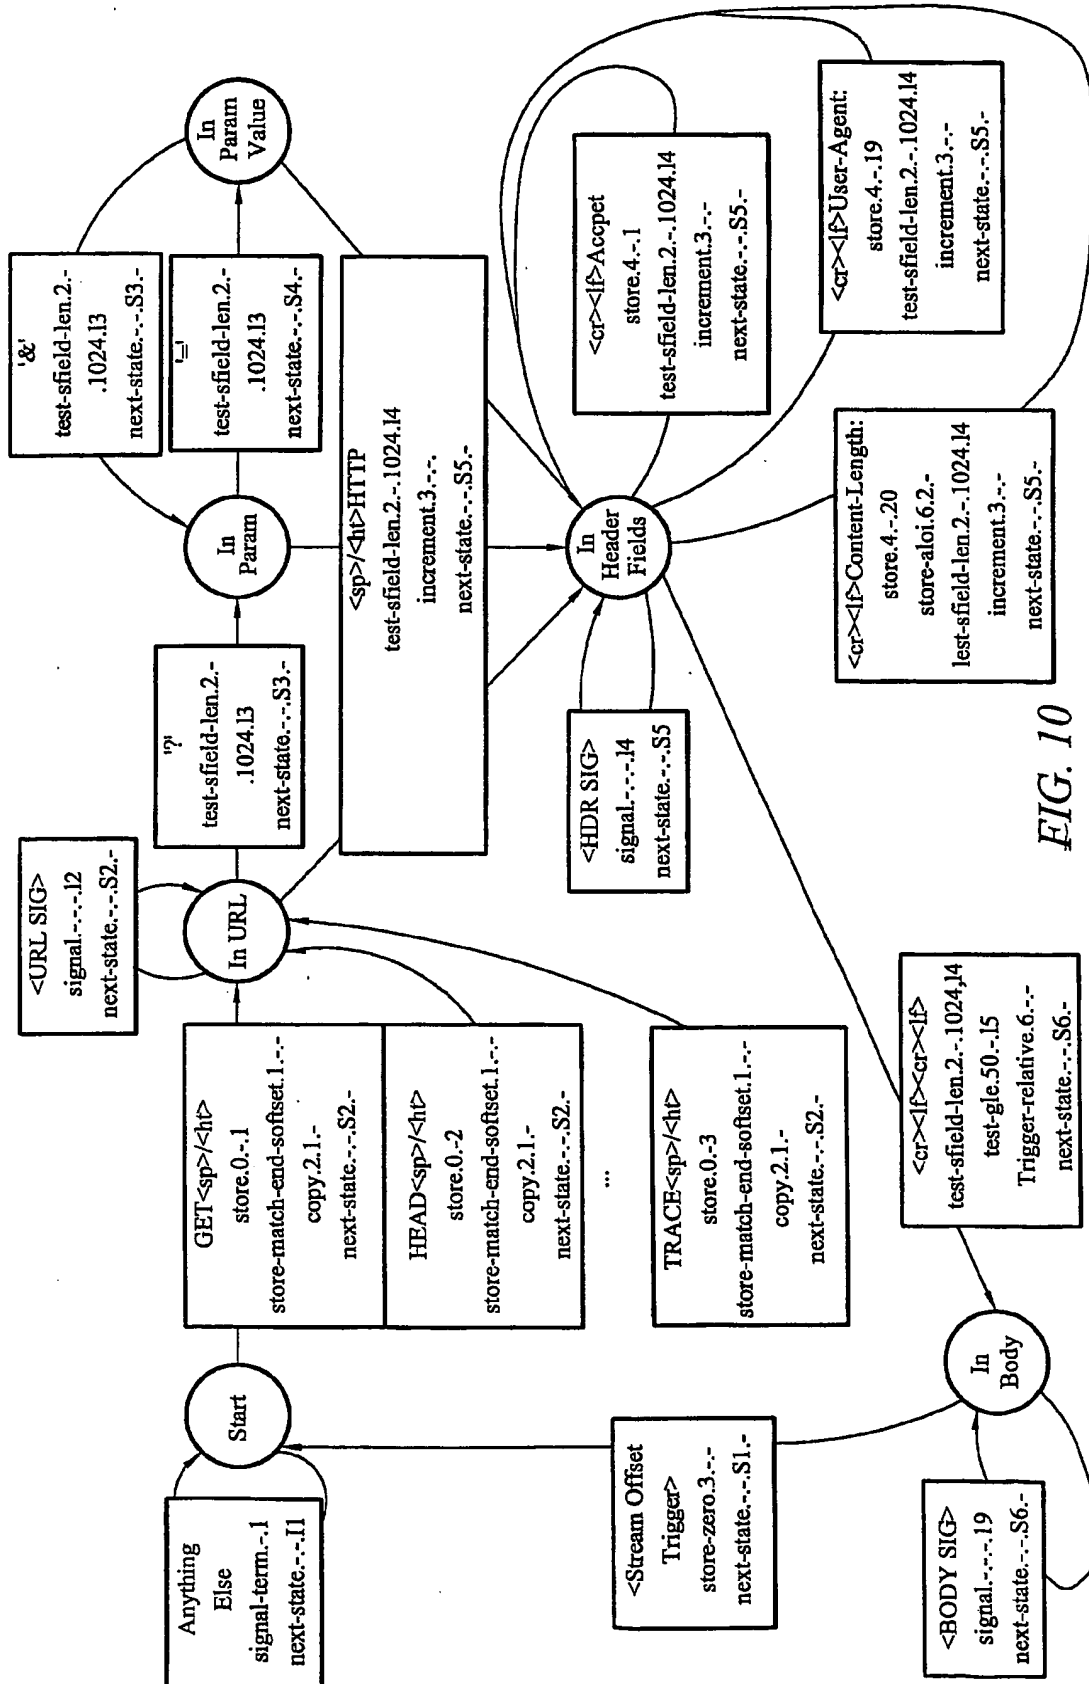 Anything
Else
signal-term.-.1
next-state.-.-.I1
Start
GET<sp>/<ht>
store.0.-.1
store-match-end-softset.1.-.-
copy.2.1.-
next-state.-.-.S2.-
HEAD<sp>/<ht>
store.0.-2
store-match-end-softset.1.-.-
copy.2.1.-
next-state.-.-.S2.-
...
TRACE<sp>/<ht>
store.0.-3
store-match-end-softset.1.-.-
copy.2.1.-
next-state.-.-.S2.-
<URL SIG>
signal.-.-.-.12
next-state.-.-.S2.-
In URL
'?'
test-sfield-len.2.-
.1024.13
next-state.-.-.S3.-
In
Param
'&'
test-sfield-len.2.-
.1024.13
next-state.-.-.S3.-
'='
test-sfield-len.2.-
.1024.13
next-state.-.-.S4.-
In
Param
Value
<sp>/<ht>HTTP
test-sfield-len.2.-.1024.14
increment.3.-.-.
next-state.-.-.S5.-
<HDR SIG>
signal.-.-.-.14
next-state.-.-.S5
In
Header
Fields
<cr><lf>Accpet
store.4.-.1
test-sfield-len.2.-.1024.14
increment.3.-.-
next-state.-.-.S5.-
<cr><lf>User-Agent:
store.4.-.19
test-sfield-len.2.-.1024.14
increment.3.-.-
next-state.-.-.S5.-
<cr><lf>Content-Length:
store.4.-.20
store-aloi.6.2.-
lest-sfield-len.2.-.1024.14
increment.3.-.-
next-state.-.-.S5.-
<Stream Offset
Trigger>
store-zero.3.-.-
next-state.-.-.S1.-
<cr><lf><cr><lf>
test-sfield-len.2.-.1024,14
test-gle.50.-.15
Trigger-relative.6.-.-
next-state.-.-.S6.-
In
Body
<BODY SIG>
signal.-.-.-.19
next-state.-.-.S6.-
FIG. 10